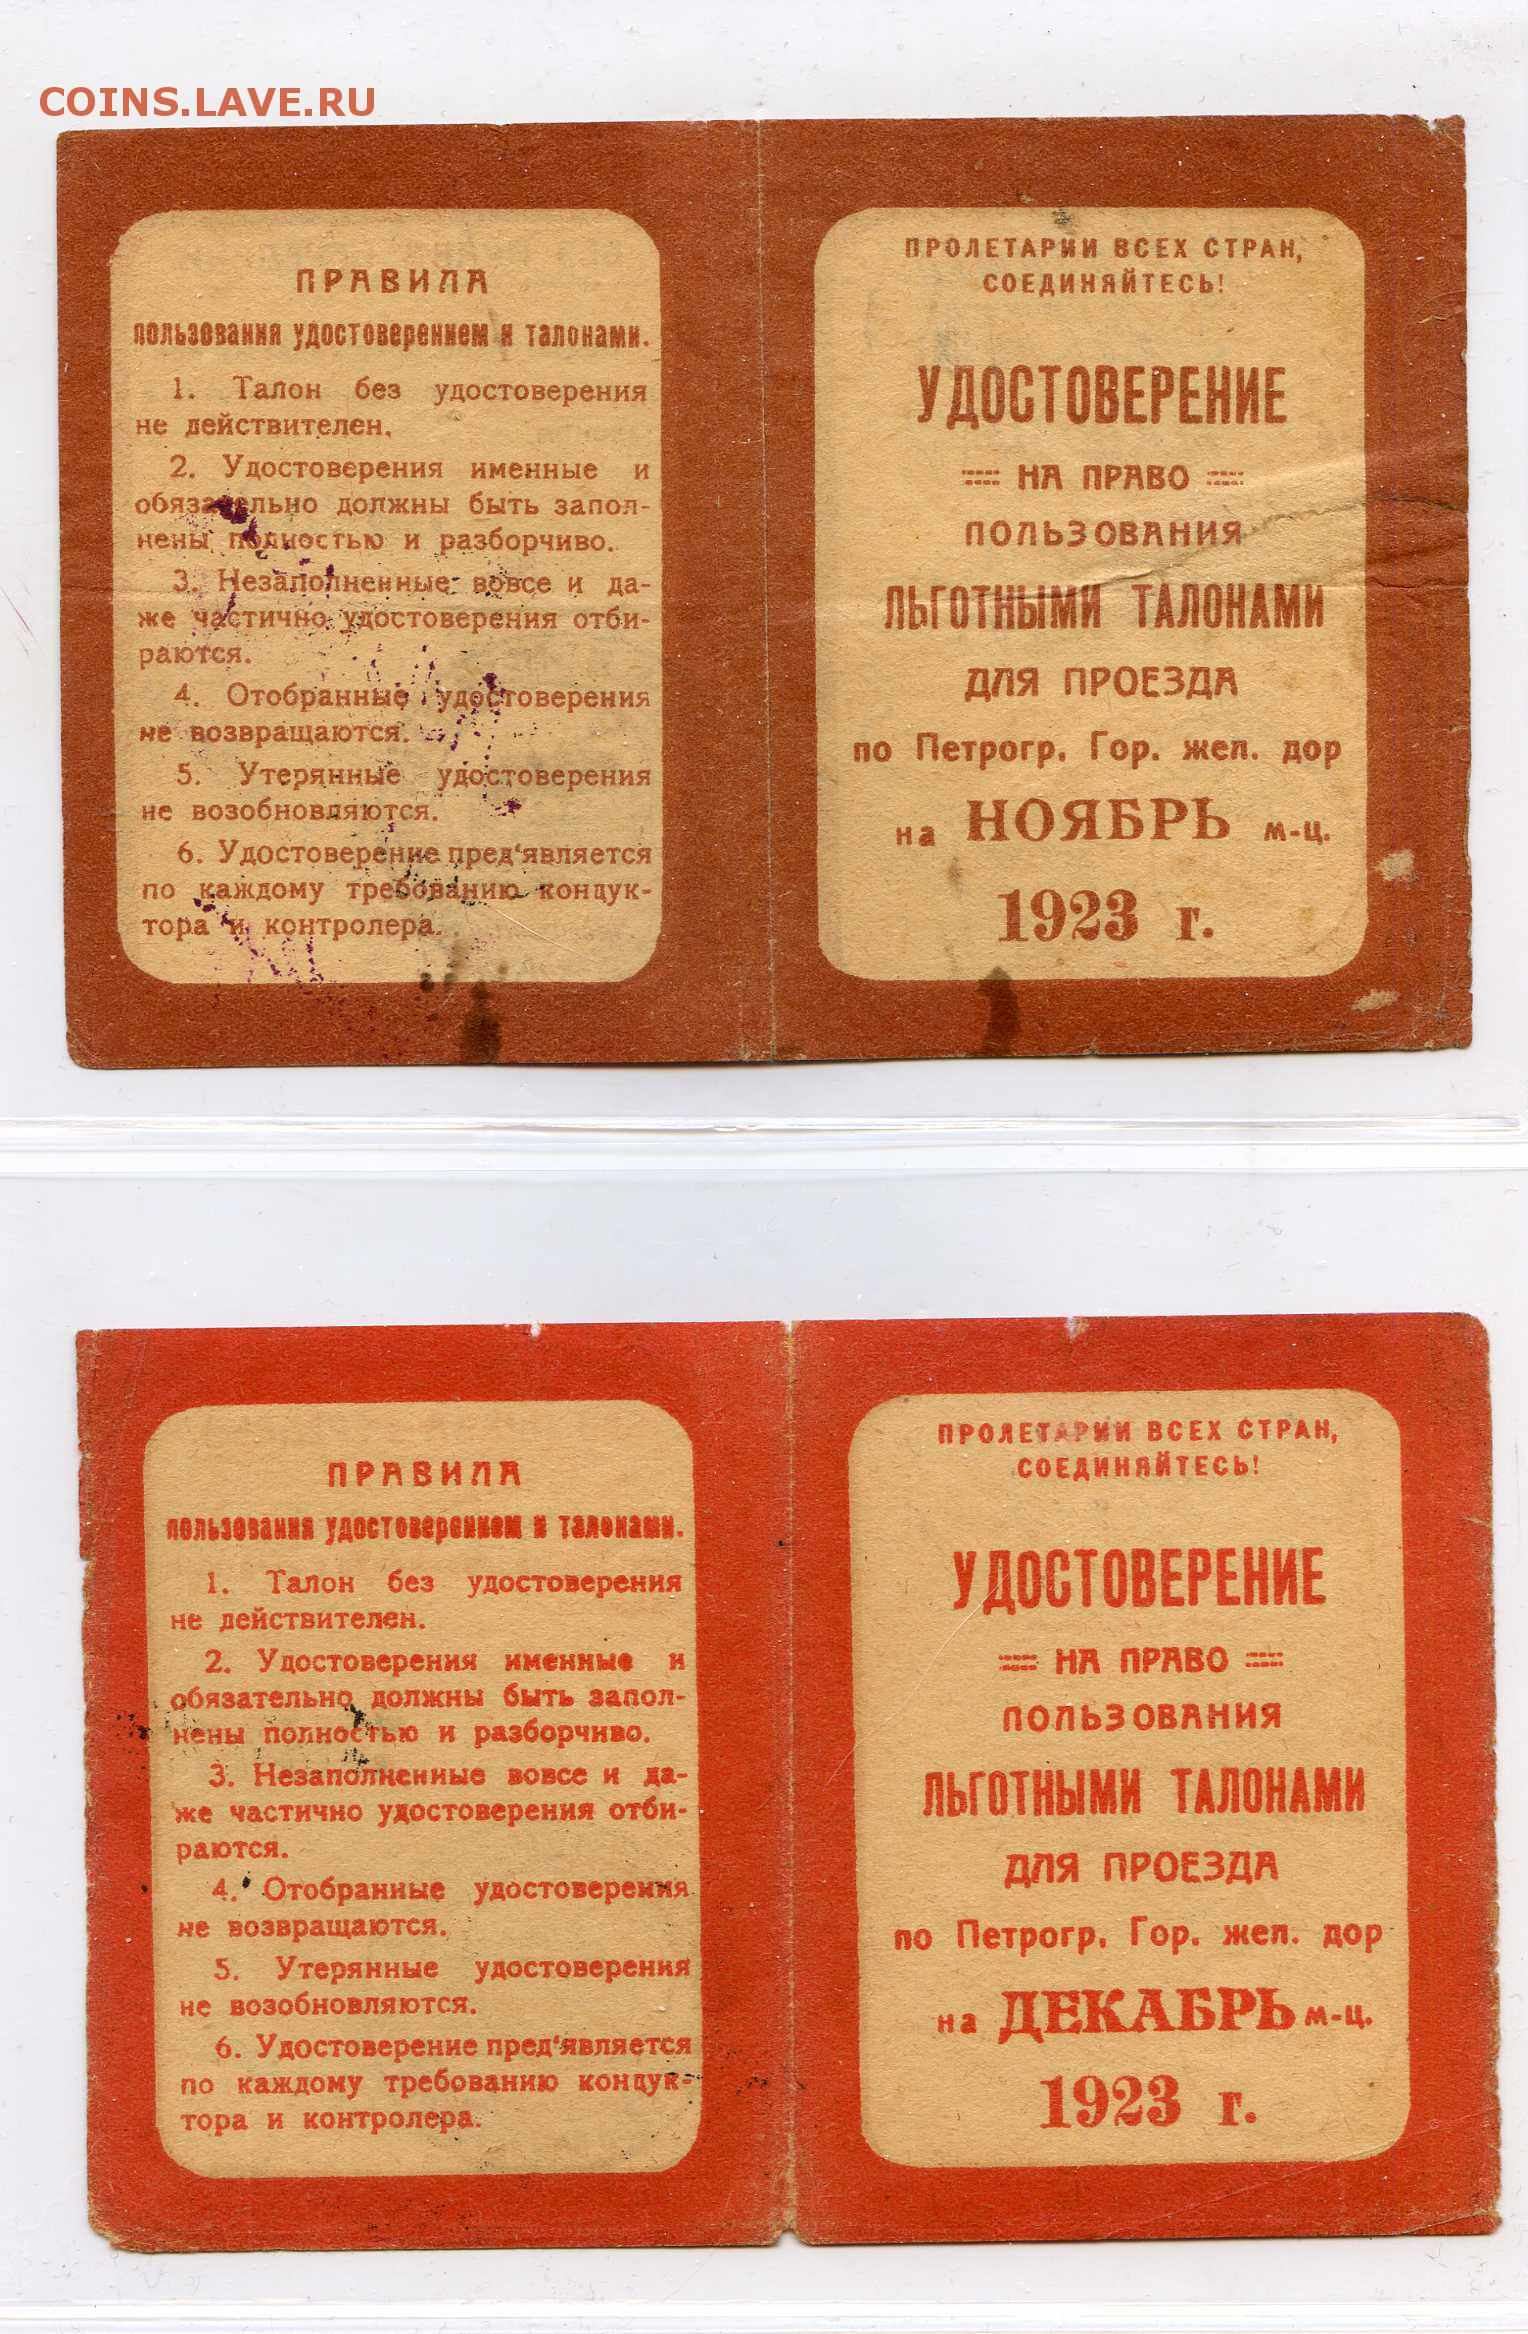 COINS.LAVE.RU
ПРАВИЛА
пользования удостоверением и талонами.
1. Талон без удостоверения
не действителен.
2. Удостоверения именные и
обязательно должны быть запол-
нены полностью и разборчиво.
3. Незаполненные вовсе и да-
же частично удостоверения отби-
раются.
4. Отобранные удостоверения
не возвращаются.
5. Утерянные удостоверения
не возобновляются.
6. Удостоверение пред‘является
по каждому требованию кондук-
тора и контролера.
ПРОЛЕТАРИИ ВСЕХ СТРАН,
СОЕДИНЯЙТЕСЬ!
УДОСТОВЕРЕНИЕ
НА ПРАВО
ПОЛЬЗОВАНИЯ
ЛЬГОТНЫМИ ТАЛОНАМИ
ДЛЯ ПРОЕЗДА
по Петрогр. Гор. жел. дор
на НОЯБРЬ м-ц.
1923 г.
ПРАВИЛА
пользования удостоверением и талонами.
1. Талон без удостоверения
не действителен.
2. Удостоверения именные и
обязательно должны быть запол-
нены полностью и разборчиво.
3. Незаполненные вовсе и да-
же частично удостоверения отби-
раются.
4. Отобранные удостоверения
не возвращаются.
5. Утерянные удостоверения
не возобновляются.
6. Удостоверение пред‘является
по каждому требованию кондук-
тора и контролера.
ПРОЛЕТАРИИ ВСЕХ СТРАН,
СОЕДИНЯЙТЕСЬ!
УДОСТОВЕРЕНИЕ
НА ПРАВО
ПОЛЬЗОВАНИЯ
ЛЬГОТНЫМИ ТАЛОНАМИ
ДЛЯ ПРОЕЗДА
по Петрогр. Гор. жел. дор
на ДЕКАБРЬ м-ц.
1923 г.